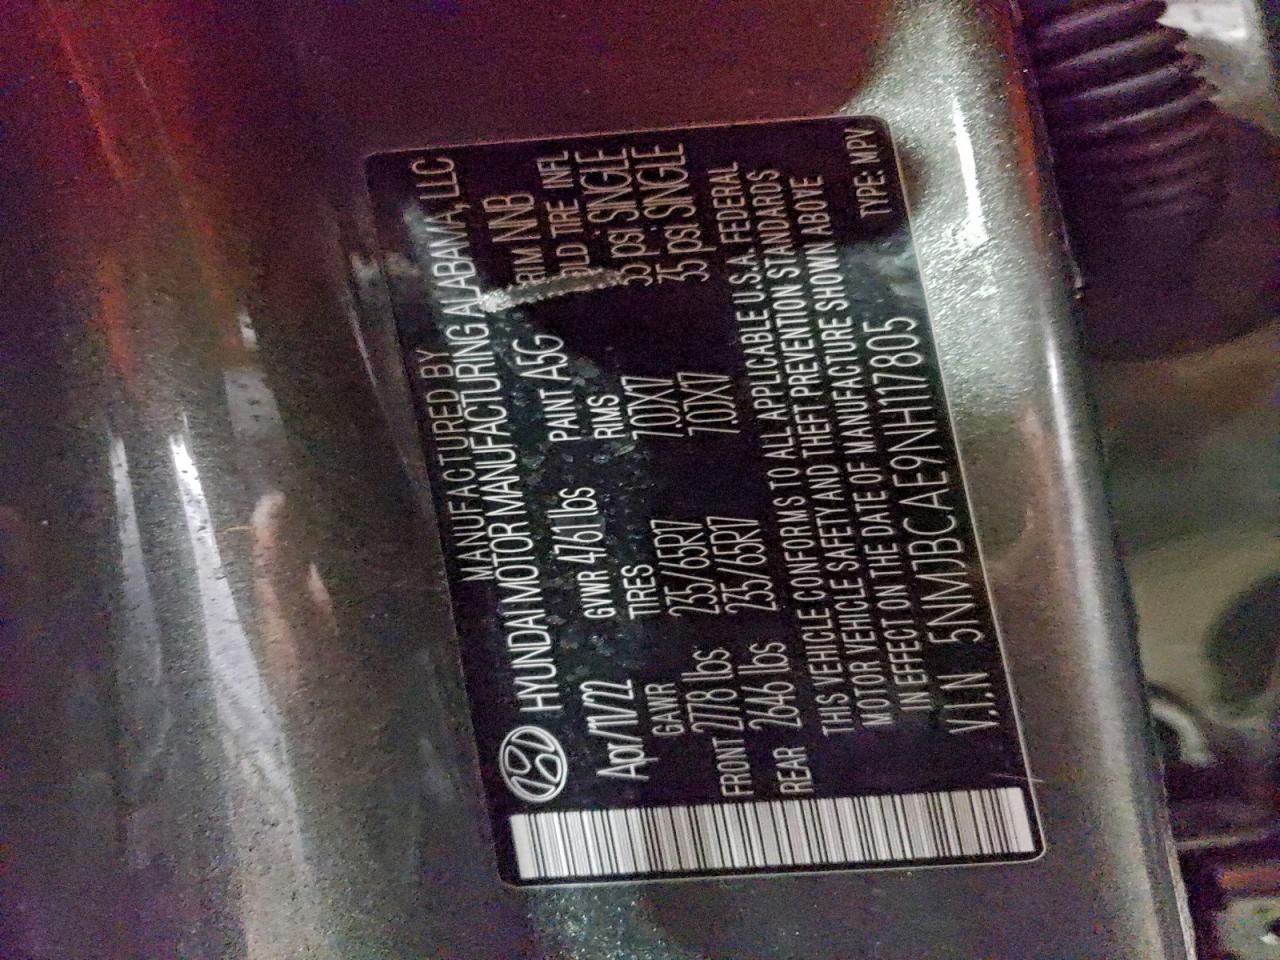 MANUFACTURED BY
HYUNDAI MOTOR MANUFACTURING ALABAMA, LLC
Apr/11/22 GVWR 4761 lbs PAINT A5G TRIM NNB
GAWR TIRES RIMS COLD TIRE INFL
FRONT 2778 lbs 235/65R17 7.0JX17 35 psi SINGLE
REAR 2646 lbs 235/65R17 7.0JX17 35 psi SINGLE
THIS VEHICLE CONFORMS TO ALL APPLICABLE U.S.A. FEDERAL
MOTOR VEHICLE SAFETY AND THEFT PREVENTION STANDARDS
IN EFFECT ON THE DATE OF MANUFACTURE SHOWN ABOVE
V.I.N 5NMJBCAE9NH117805 TYPE: MPV